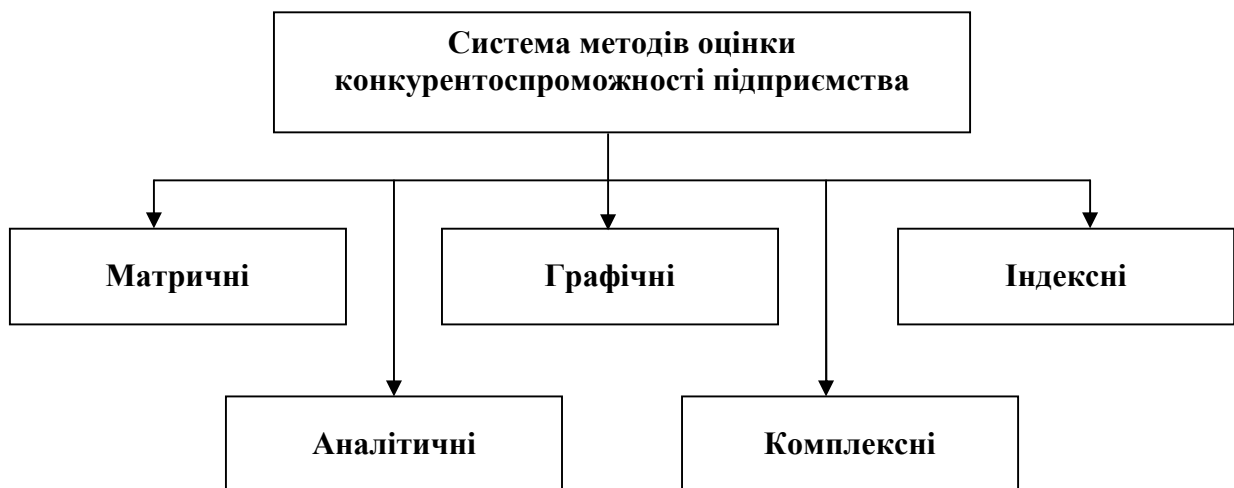 Система методів оцінки
конкурентоспроможності підприємства
Матричні
Графічні
Індексні
Аналітичні
Комплексні